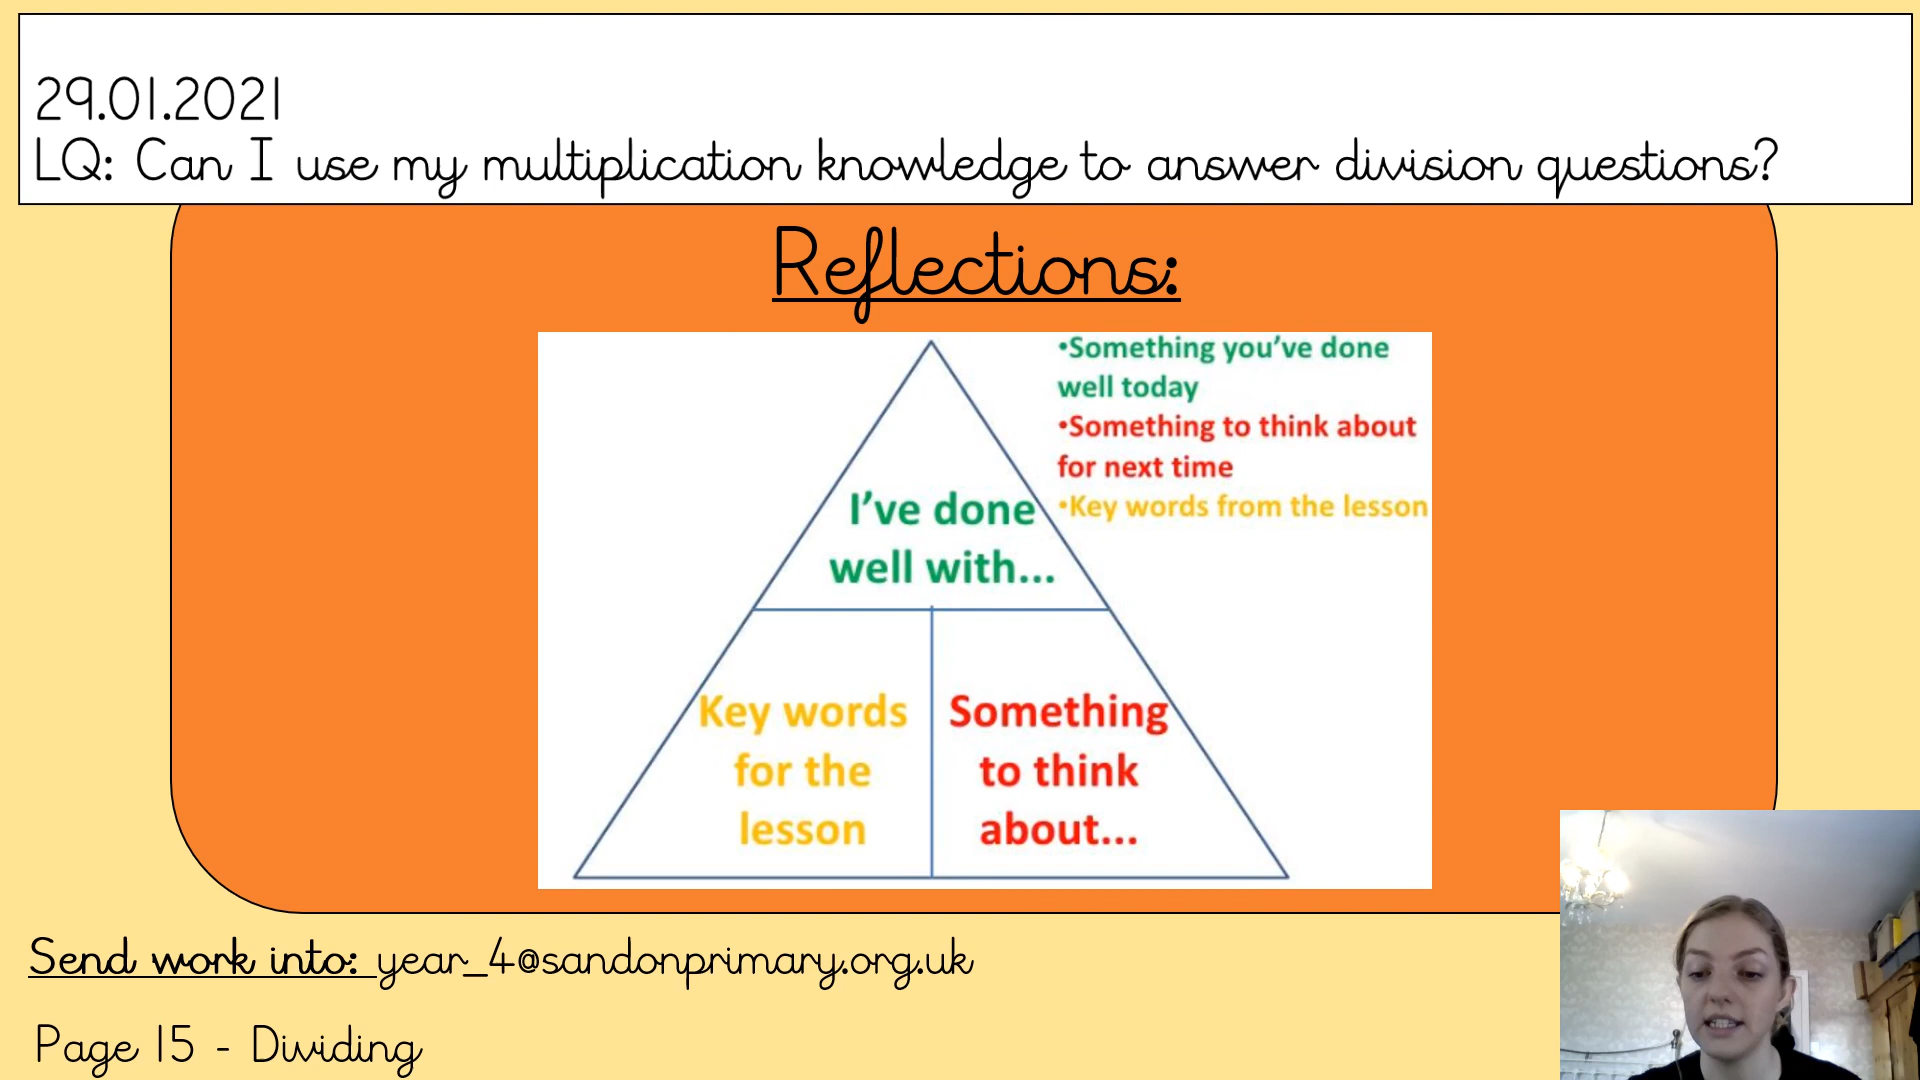 29.01.2021
LQ: Can I use my multiplication knowledge to answer division questions?
Reflections:
•Something you've done
well today
•Something to think about
for next time
•Key words from the lesson
I've done
well with...
Key words
for the
lesson
Something
to think
about...
Send work into: year_4@sandonprimary.org.uk
Page 15 - Dividing